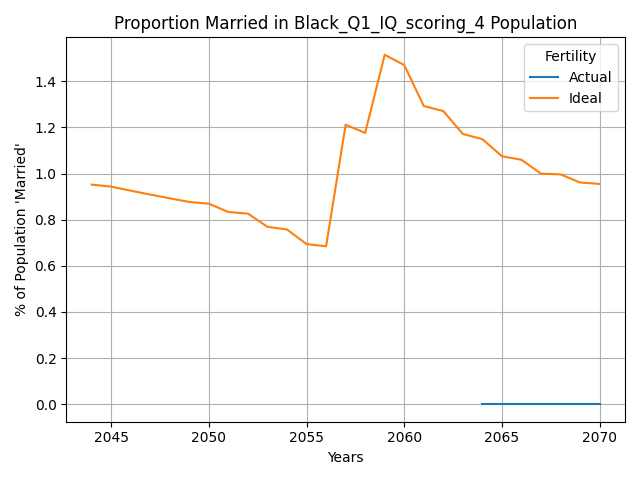 Proportion Married in Black_Q1_IQ_scoring_4 Population
% of Population 'Married'
1.4
1.2
1.0
0.8
0.6
0.4
0.2
0.0
Fertility
Actual
Ideal
2045 2050 2055 2060 2065 2070
Years